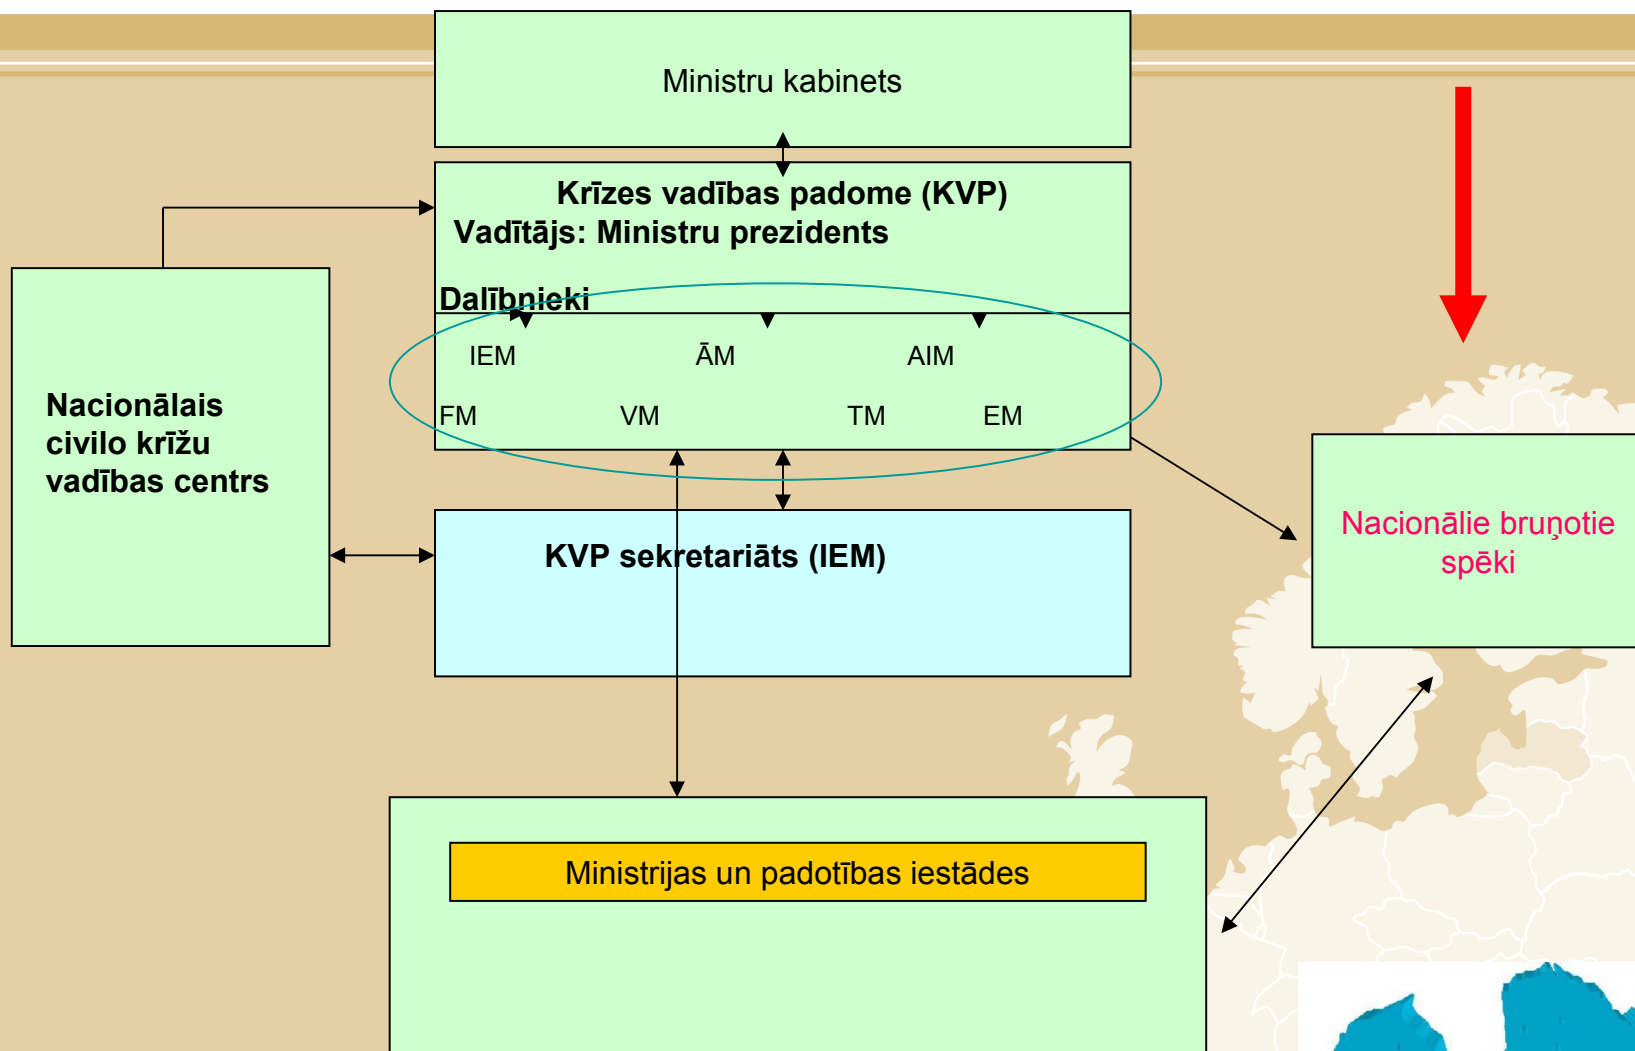 Ministru kabinets
Krīzes vadības padome (KVP)
Vadītājs: Ministru prezidents
Dalībnieki
IEM ĀM AIM
FM VM TM EM
Nacionālais
civilo krīžu
vadības centrs
KVP sekretariāts (IEM)
Nacionālie bruņotie
spēki
Ministrijas un padotības iestādes